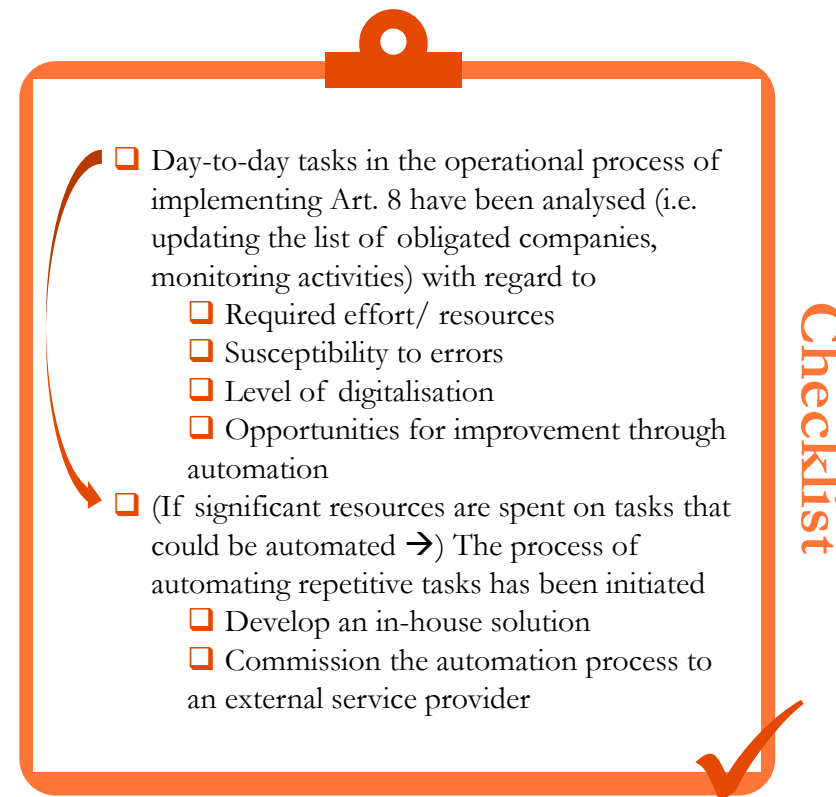 ❑ Day-to-day tasks in the operational process of
implementing Art. 8 have been analysed (i.e.
updating the list of obligated companies,
monitoring activities) with regard to
❑ Required effort/ resources
❑ Susceptibility to errors
❑ Level of digitalisation
❑ Opportunities for improvement through
automation
❑ (If significant resources are spent on tasks that
could be automated →) The process of
automating repetitive tasks has been initiated
❑ Develop an in-house solution
❑ Commission the automation process to
an external service provider
Checklist